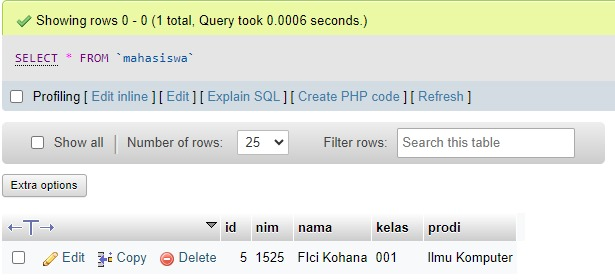 Showing rows 0 - 0 (1 total, Query took 0.0006 seconds.)
SELECT * FROM `mahasiswa`
Profiling [ Edit inline ] [ Edit ] [ Explain SQL ] [ Create PHP code ] [ Refresh ]
Show all | Number of rows: 25 Filter rows: Search this table
Extra options
←T→ id nim nama kelas prodi
Edit Copy Delete 5 1525 FIci Kohana 001 Ilmu Komputer